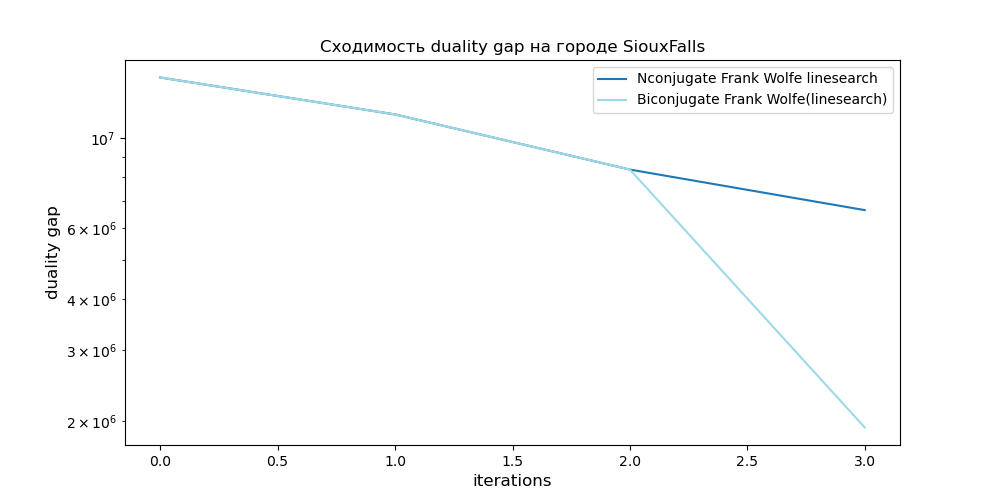 Сходимость duality gap на городе SiouxFalls
Nconjugate Frank Wolfe linesearch
Biconjugate Frank Wolfe(linesearch)
duality gap
10⁷
6 × 10⁶
4 × 10⁶
3 × 10⁶
2 × 10⁶
0.0 0.5 1.0 1.5 2.0 2.5 3.0
iterations